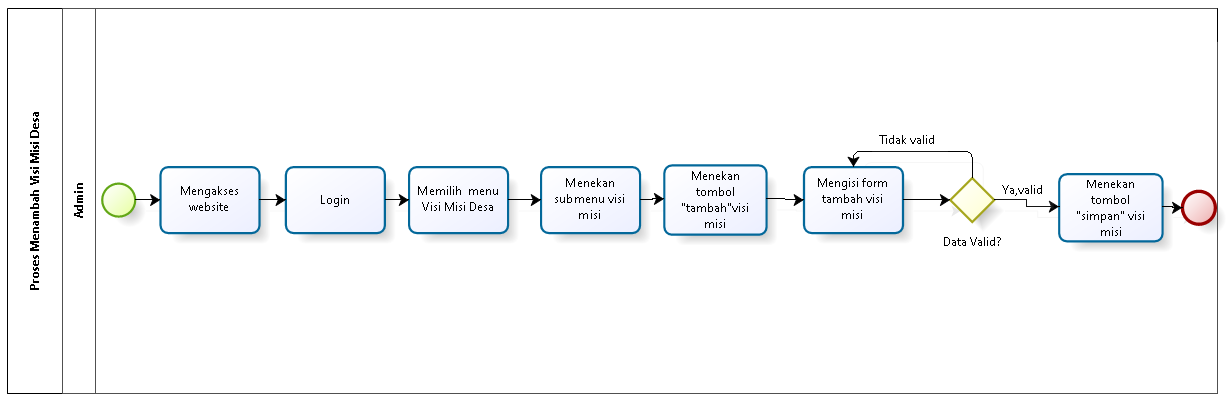 Proses Menambah Visi Misi Desa
Admin
Mengakses
website
Login
Memilih  menu
Visi Misi Desa
Menekan
submenu visi
misi
Menekan
tombol
"tambah"visi
misi
Mengisi form
tambah visi
misi
Tidak valid
Data Valid?
Ya,valid
Menekan
tombol
"simpan" visi
misi